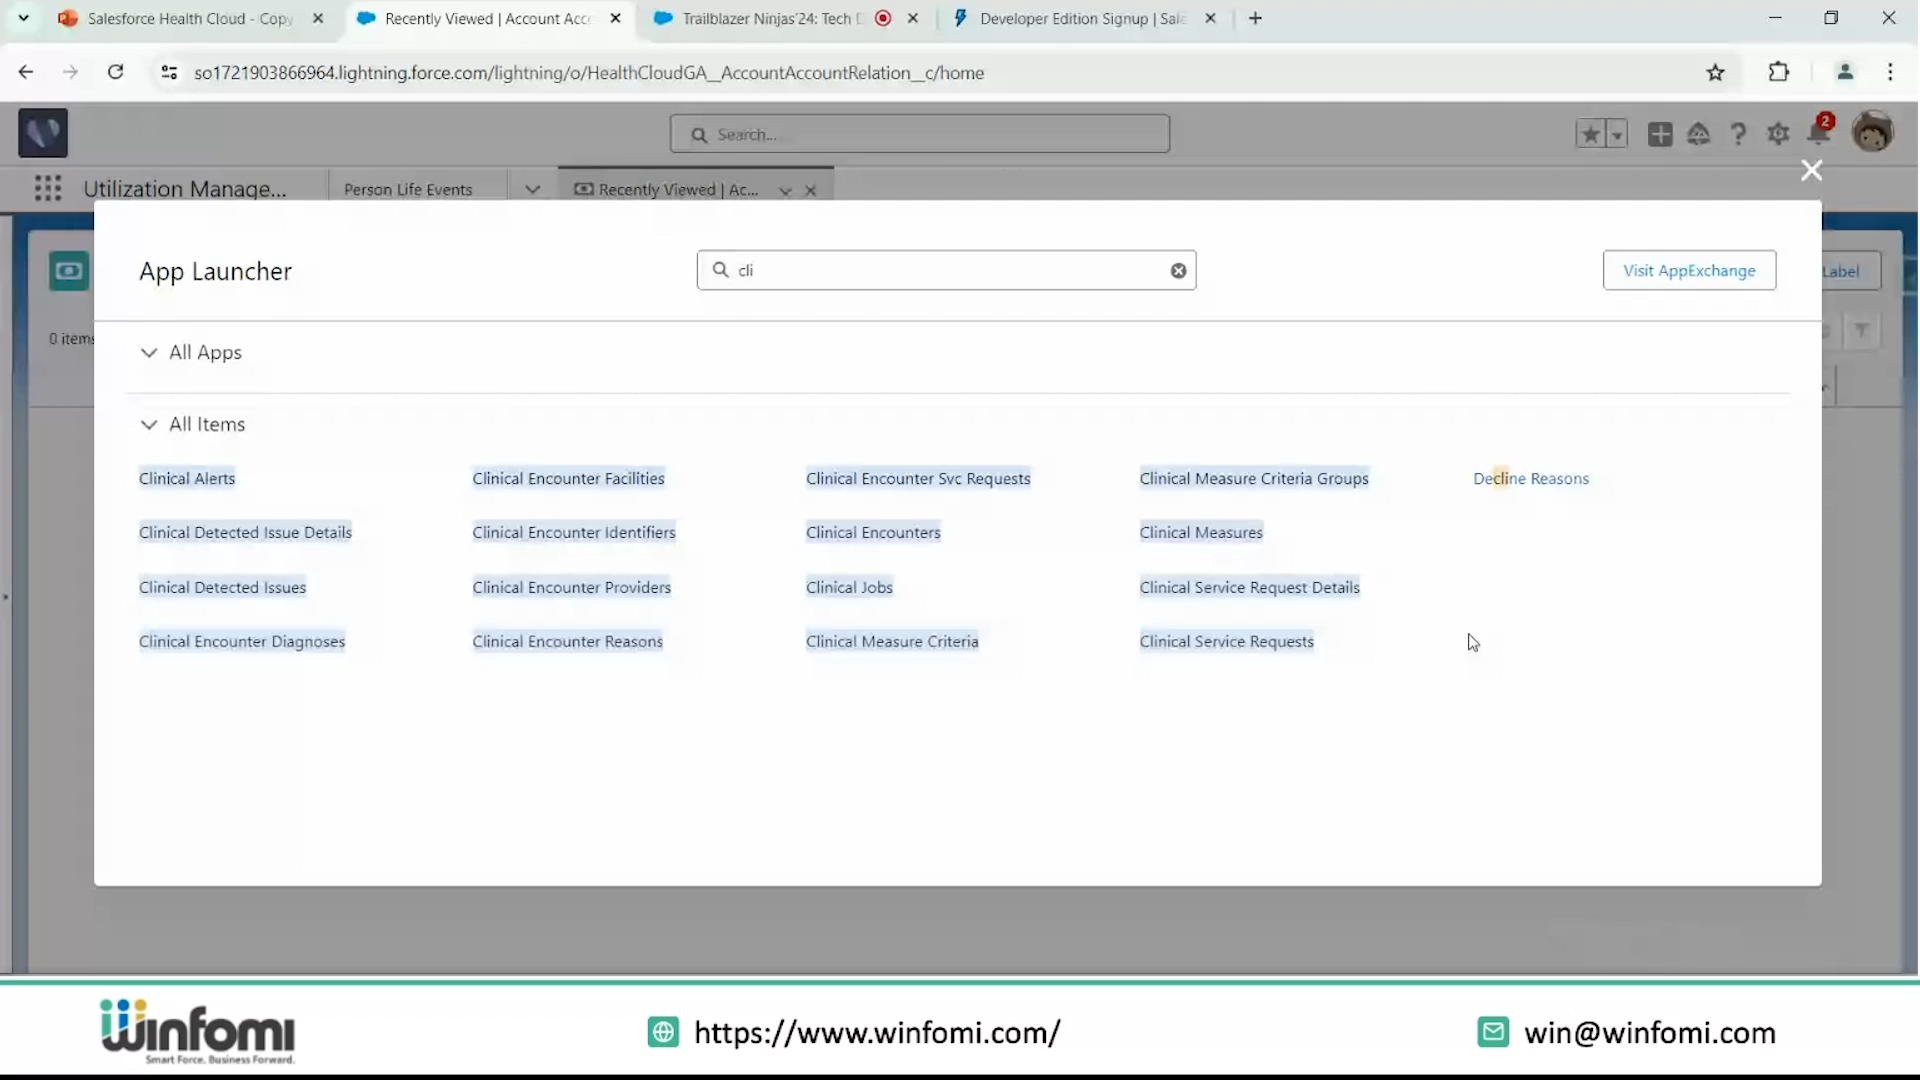 Salesforce Health Cloud - Copy
Recently Viewed | Account Acc
Trailblazer Ninjas'24: Tech D
Developer Edition Signup | Sale
so1721903866964.lightning.force.com/lightning/o/HealthCloudGA__AccountAccountRelation__c/home
Search...
2
Utilization Manage...
Person Life Events
Recently Viewed | Ac...
App Launcher
cli
Visit AppExchange
Label
0 items
All Apps
All Items
Clinical Alerts
Clinical Encounter Facilities
Clinical Encounter Svc Requests
Clinical Measure Criteria Groups
Decline Reasons
Clinical Detected Issue Details
Clinical Encounter Identifiers
Clinical Encounters
Clinical Measures
Clinical Detected Issues
Clinical Encounter Providers
Clinical Jobs
Clinical Service Request Details
Clinical Encounter Diagnoses
Clinical Encounter Reasons
Clinical Measure Criteria
Clinical Service Requests
Winfomi
Smart Force. Business Forward.
https://www.winfomi.com/
win@winfomi.com